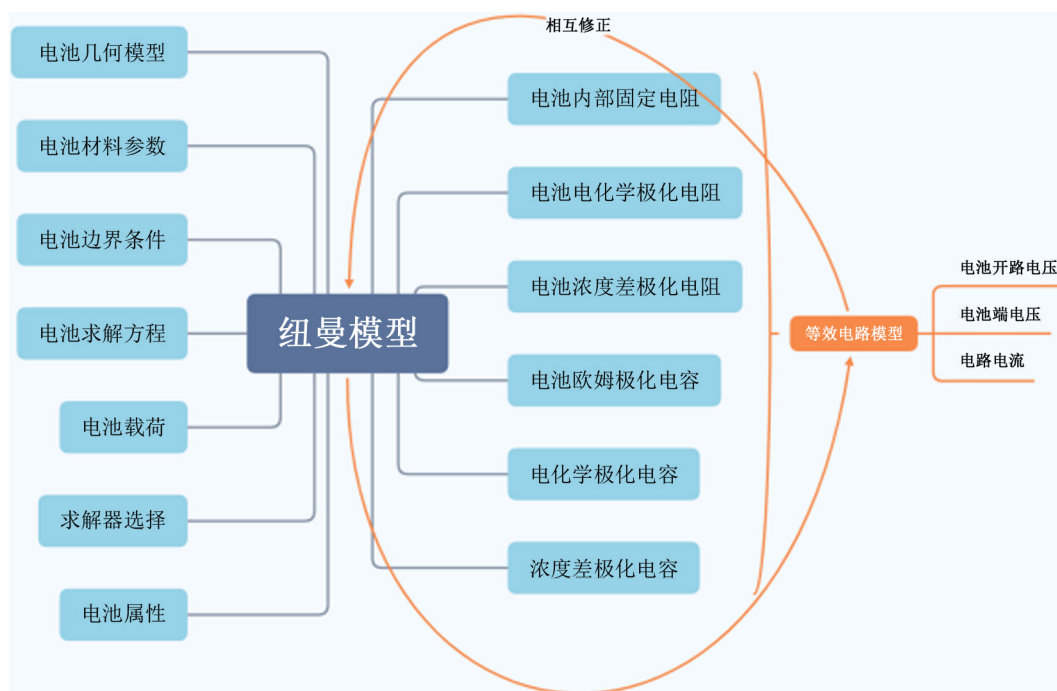 相互修正
电池几何模型
电池材料参数
电池边界条件
电池求解方程
电池载荷
求解器选择
电池属性
纽曼模型
电池内部固定电阻
电池电化学极化电阻
电池浓度差极化电阻
电池欧姆极化电容
电化学极化电容
浓度差极化电容
等效电路模型
电池开路电压
电池端电压
电路电流